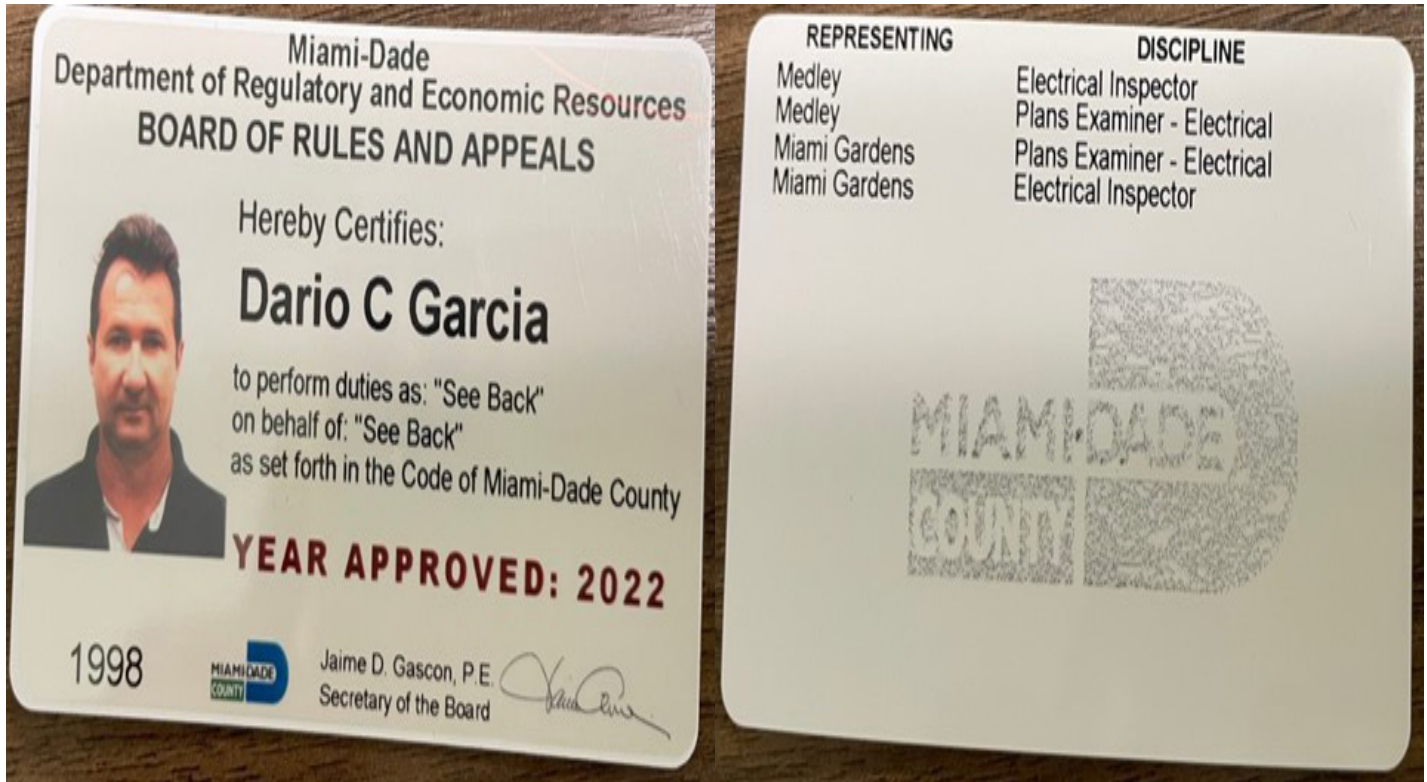 Miami-Dade
Department of Regulatory and Economic Resources
BOARD OF RULES AND APPEALS
Hereby Certifies:
Dario C Garcia
to perform duties as: "See Back"
on behalf of: "See Back"
as set forth in the Code of Miami-Dade County
YEAR APPROVED: 2022
1998
MIAMI-DADE
COUNTY
Jaime D. Gascon, P.E.
Secretary of the Board
REPRESENTING DISCIPLINE
Medley Electrical Inspector
Medley Plans Examiner - Electrical
Miami Gardens Plans Examiner - Electrical
Miami Gardens Electrical Inspector
MIAMI-DADE
COUNTY